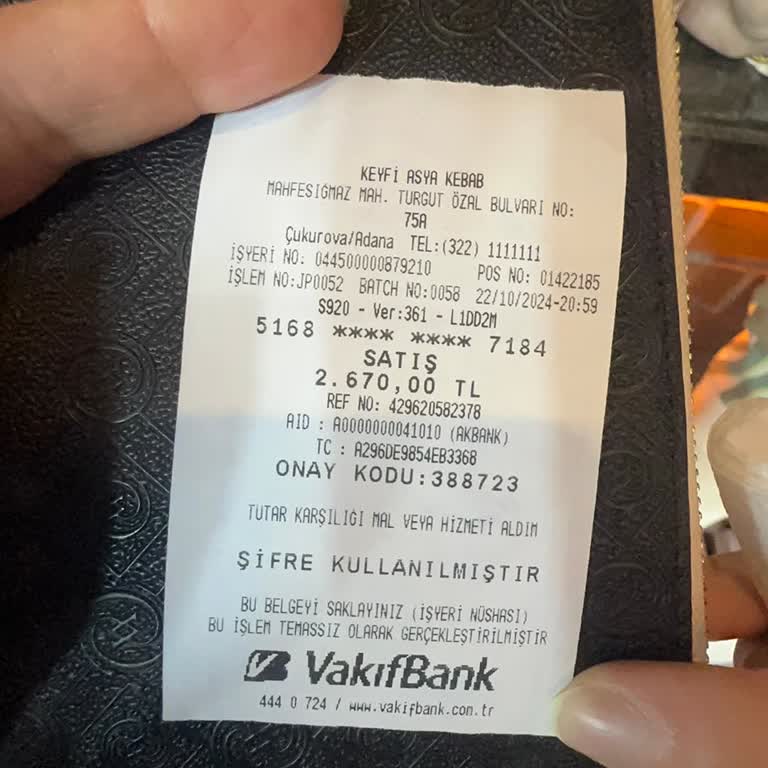 KEYFİ ASYA KEBAB
MAHFESIĞMAZ MAH. TURGUT ÖZAL BULVARI NO:
75A
Çukurova/Adana TEL:(322) 1111111
İŞYERİ NO: 044500000879210 POS NO: 01422185
İŞLEM NO:JP0052 BATCH NO:0058 22/10/2024-20:59
S920 - Ver:361 - L1DD2M
5168 **** **** 7184
SATIŞ
2.670,00 TL
REF NO: 429620582378
AID : A0000000041010 (AKBANK)
TC : A296DE9854EB3368
ONAY KODU:388723
TUTAR KARŞILIĞI MAL VEYA HİZMETİ ALDIM
ŞİFRE KULLANILMIŞTIR
BU BELGEYİ SAKLAYINIZ (İŞYERİ NÜSHASI)
BU İŞLEM TEMASSIZ OLARAK GERÇEKLEŞTİRİLMİŞTİR
VakıfBank
444 0 724 / www.vakifbank.com.tr